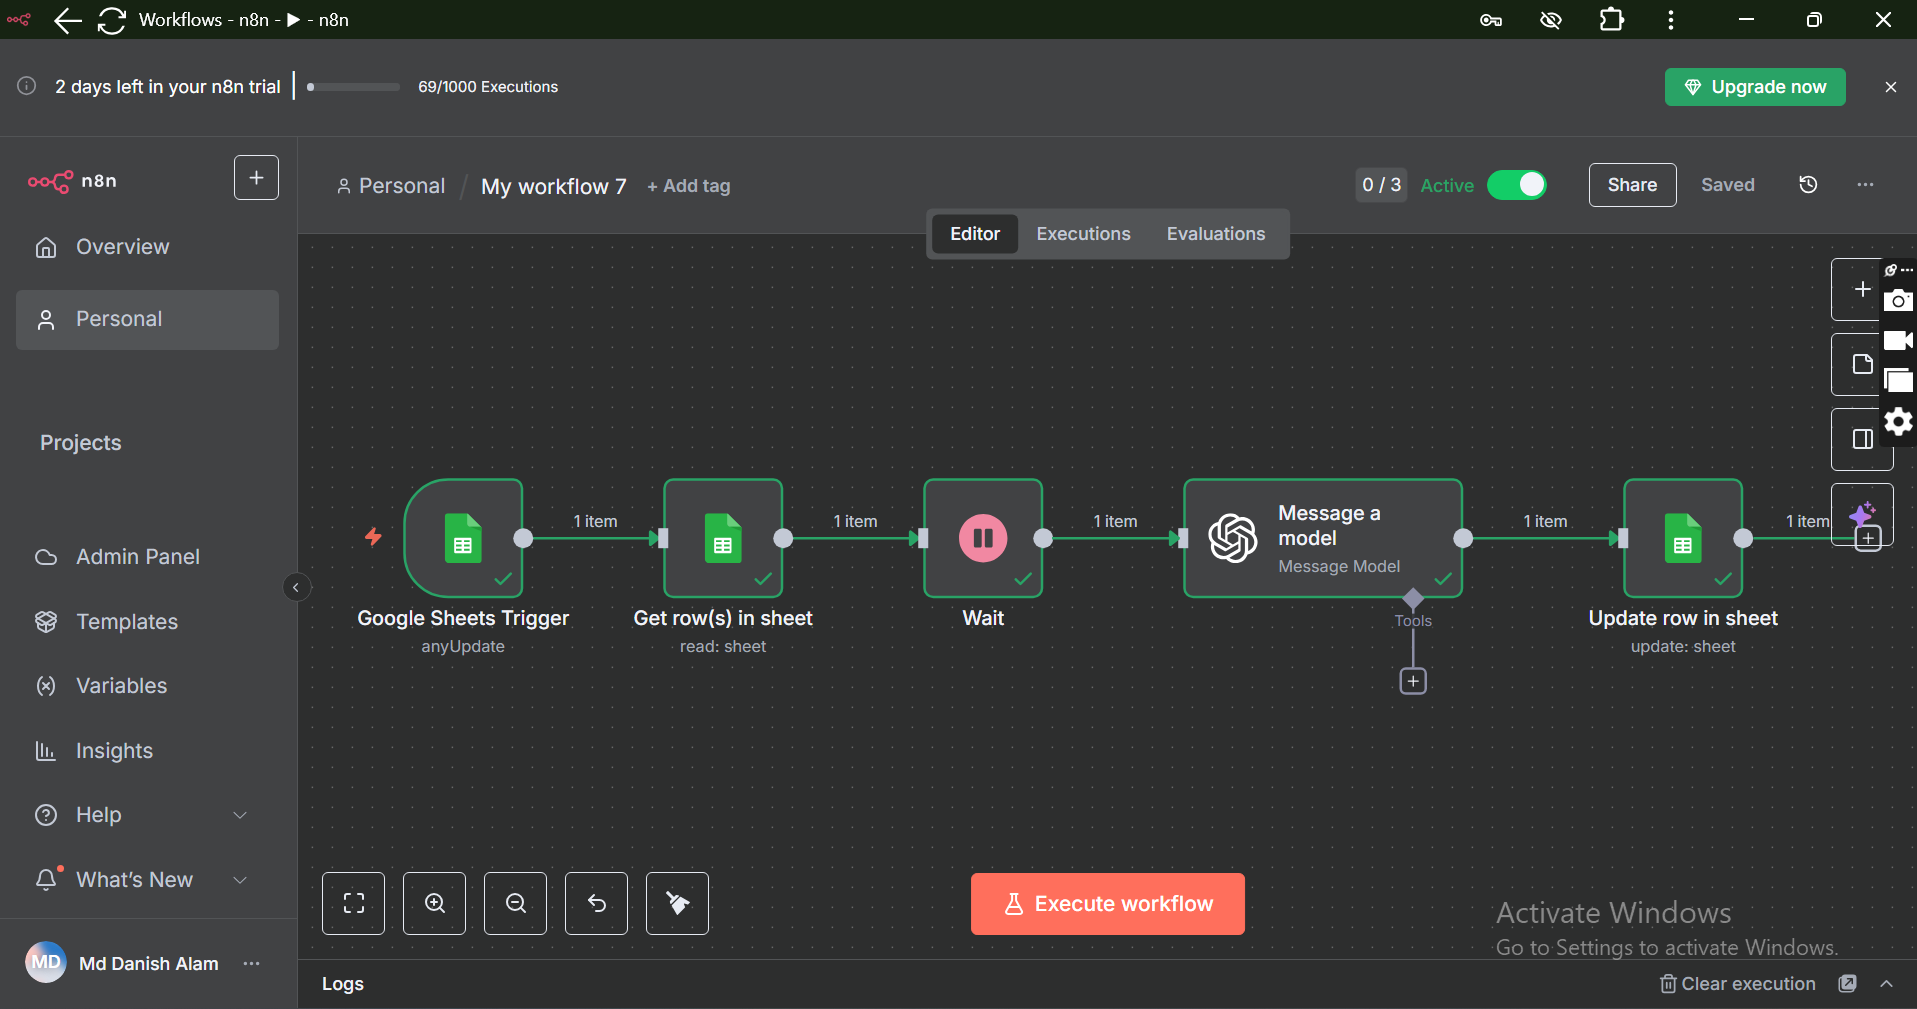 Workflows - n8n - ▶ - n8n
2 days left in your n8n trial
69/1000 Executions
Upgrade now
n8n
Personal / My workflow 7 + Add tag
0 / 3 Active
Share
Saved
Editor Executions Evaluations
Overview
Personal
Projects
Admin Panel
Templates
Variables
Insights
Help
What's New
MD Md Danish Alam
1 item
1 item
1 item
1 item
1 item
Google Sheets Trigger
anyUpdate
Get row(s) in sheet
read: sheet
Wait
Message a
model
Message Model
Tools
Update row in sheet
update: sheet
Execute workflow
Activate Windows
Go to Settings to activate Windows.
Logs
Clear execution